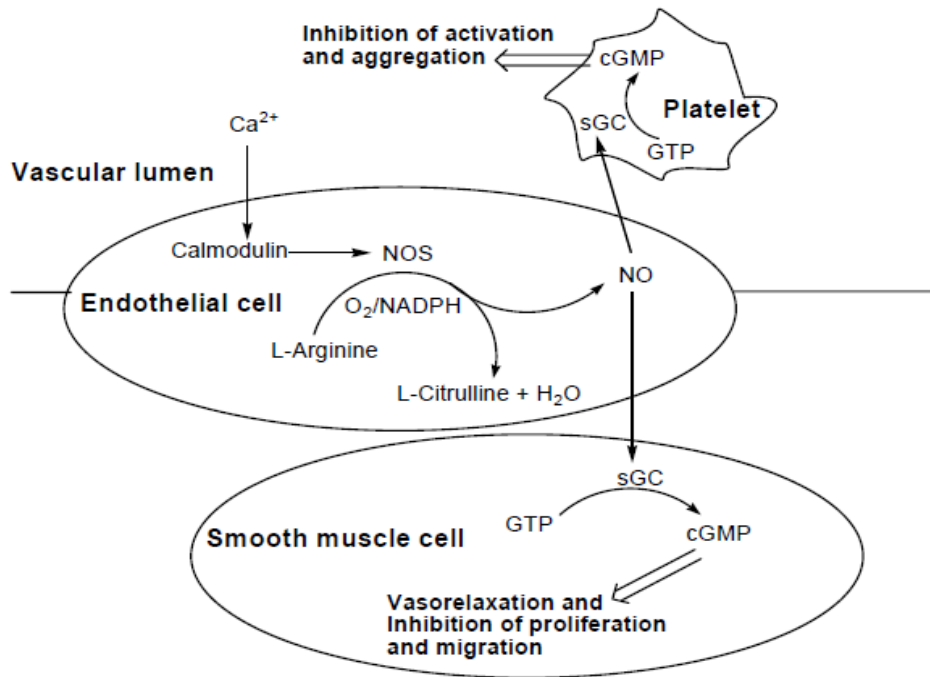 Inhibition of activation
and aggregation
cGMP
Platelet
sGC
GTP
Ca²⁺
Vascular lumen
Calmodulin
NOS
NO
Endothelial cell
O₂/NADPH
L-Arginine
L-Citrulline + H₂O
sGC
GTP
cGMP
Smooth muscle cell
Vasorelaxation and
Inhibition of proliferation
and migration